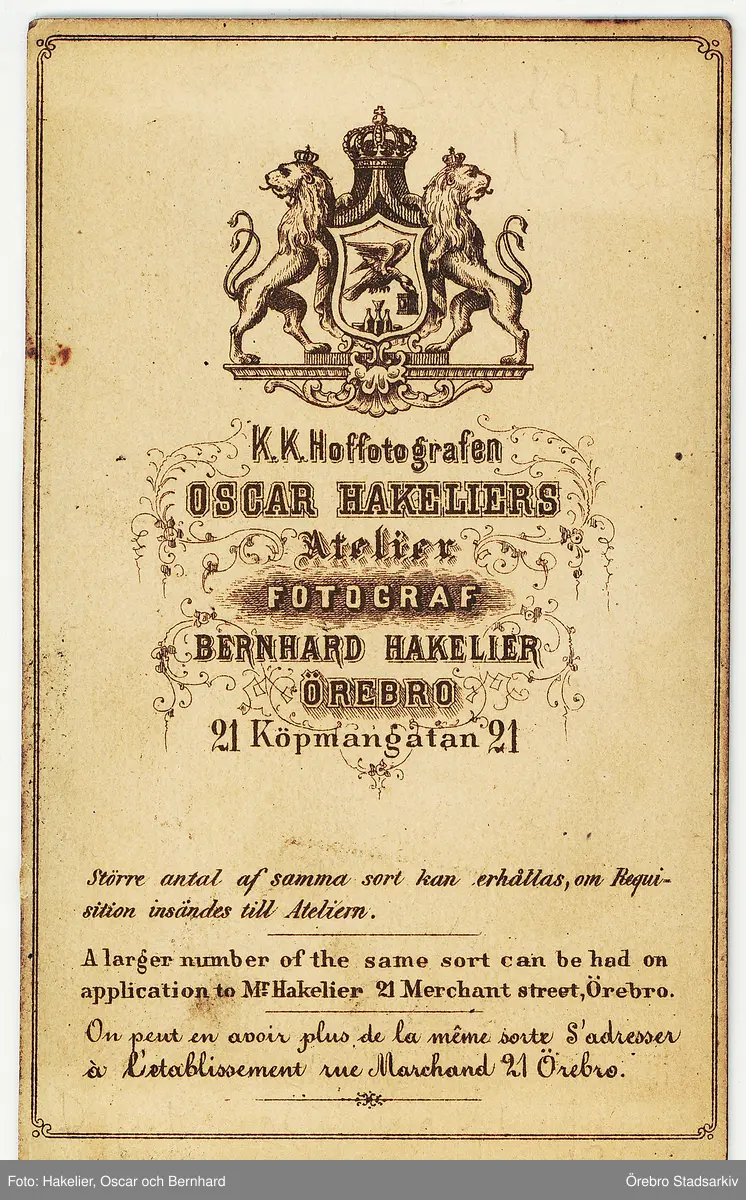 K.K.Hoffotografen
OSCAR HAKELIERS
Atelier
FOTOGRAF
BERNHARD HAKELIER
ÖREBRO
21 Köpmangatan 21
Större antal af samma sort kan erhållas, om Requi-
sition insändes till Ateliern.
A larger number of the same sort can be had on
application to Mr Hakelier 21 Merchant street, Örebro.
On peut en avoir plus de la même sorte S'adresser
à L'etablissement rue Marchand 21 Örebro.
Foto: Hakelier, Oscar och Bernhard
Örebro Stadsarkiv